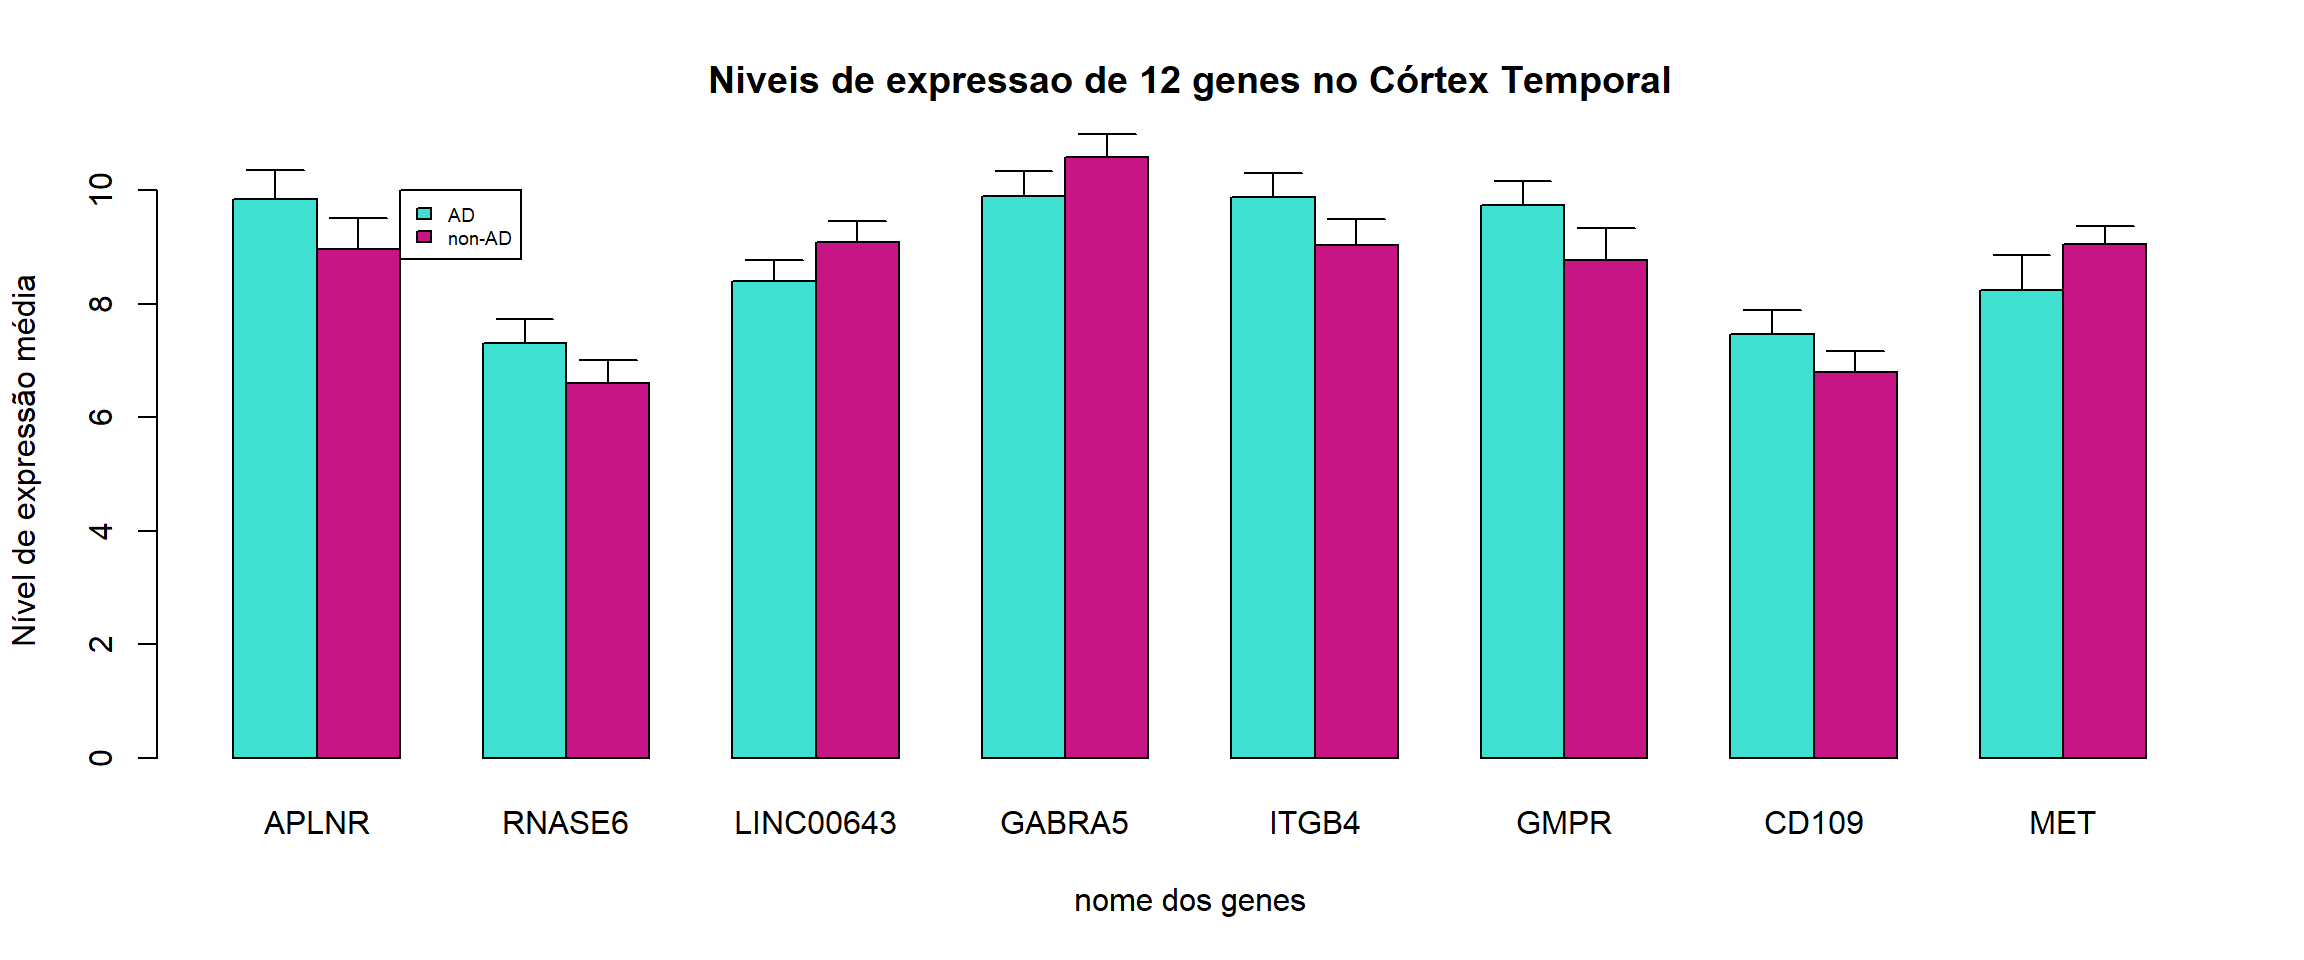 Niveis de expressao de 12 genes no Córtex Temporal
Nível de expressão média
10
8
6
4
2
0
AD
non-AD
APLNR RNASE6 LINC00643 GABRA5 ITGB4 GMPR CD109 MET
nome dos genes